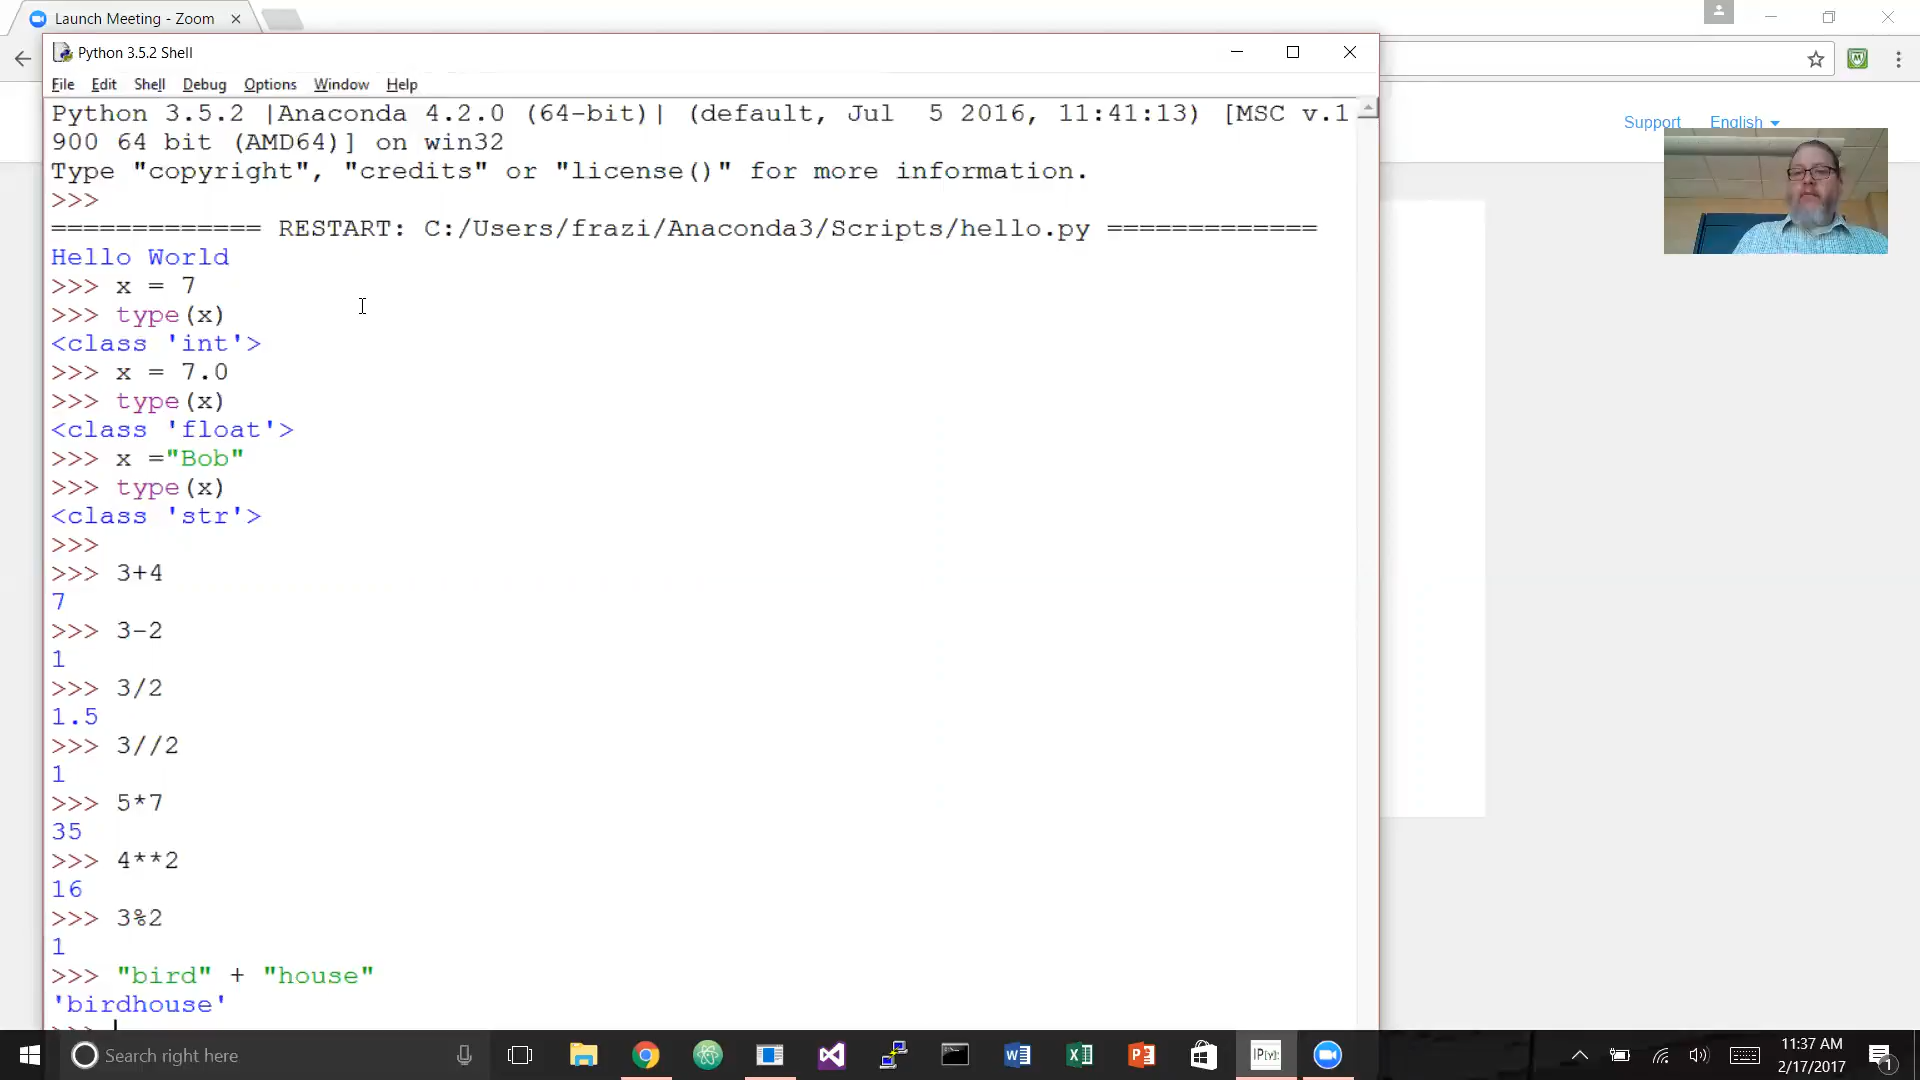 Launch Meeting - Zoom
Python 3.5.2 Shell
File Edit Shell Debug Options Window Help
Python 3.5.2 |Anaconda 4.2.0 (64-bit)| (default, Jul  5 2016, 11:41:13) [MSC v.1
900 64 bit (AMD64)] on win32
Type "copyright", "credits" or "license()" for more information.
>>>
============= RESTART: C:/Users/frazi/Anaconda3/Scripts/hello.py =============
Hello World
>>> x = 7
>>> type(x)
<class 'int'>
>>> x = 7.0
>>> type(x)
<class 'float'>
>>> x ="Bob"
>>> type(x)
<class 'str'>
>>>
>>> 3+4
7
>>> 3-2
1
>>> 3/2
1.5
>>> 3//2
1
>>> 5*7
35
>>> 4**2
16
>>> 3%2
1
>>> "bird" + "house"
'birdhouse'
>>>
Support English
Search right here
IP[y]:
11:37 AM
2/17/2017
1